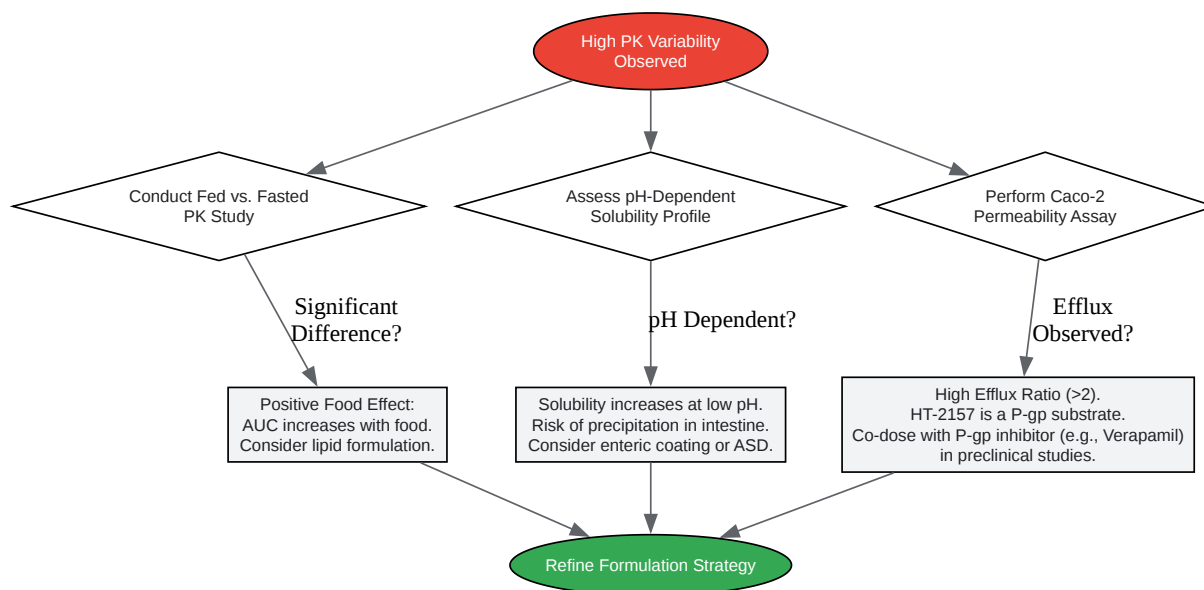 High PK Variability
Observed
Conduct Fed vs. Fasted
PK Study
Assess pH-Dependent
Solubility Profile
Perform Caco-2
Permeability Assay
Significant
Difference?
pH Dependent?
Efflux
Observed?
Positive Food Effect:
AUC increases with food.
Consider lipid formulation.
Solubility increases at low pH.
Risk of precipitation in intestine.
Consider enteric coating or ASD.
High Efflux Ratio (>2).
HT-2157 is a P-gp substrate.
Co-dose with P-gp inhibitor (e.g., Verapamil)
in preclinical studies.
Refine Formulation Strategy